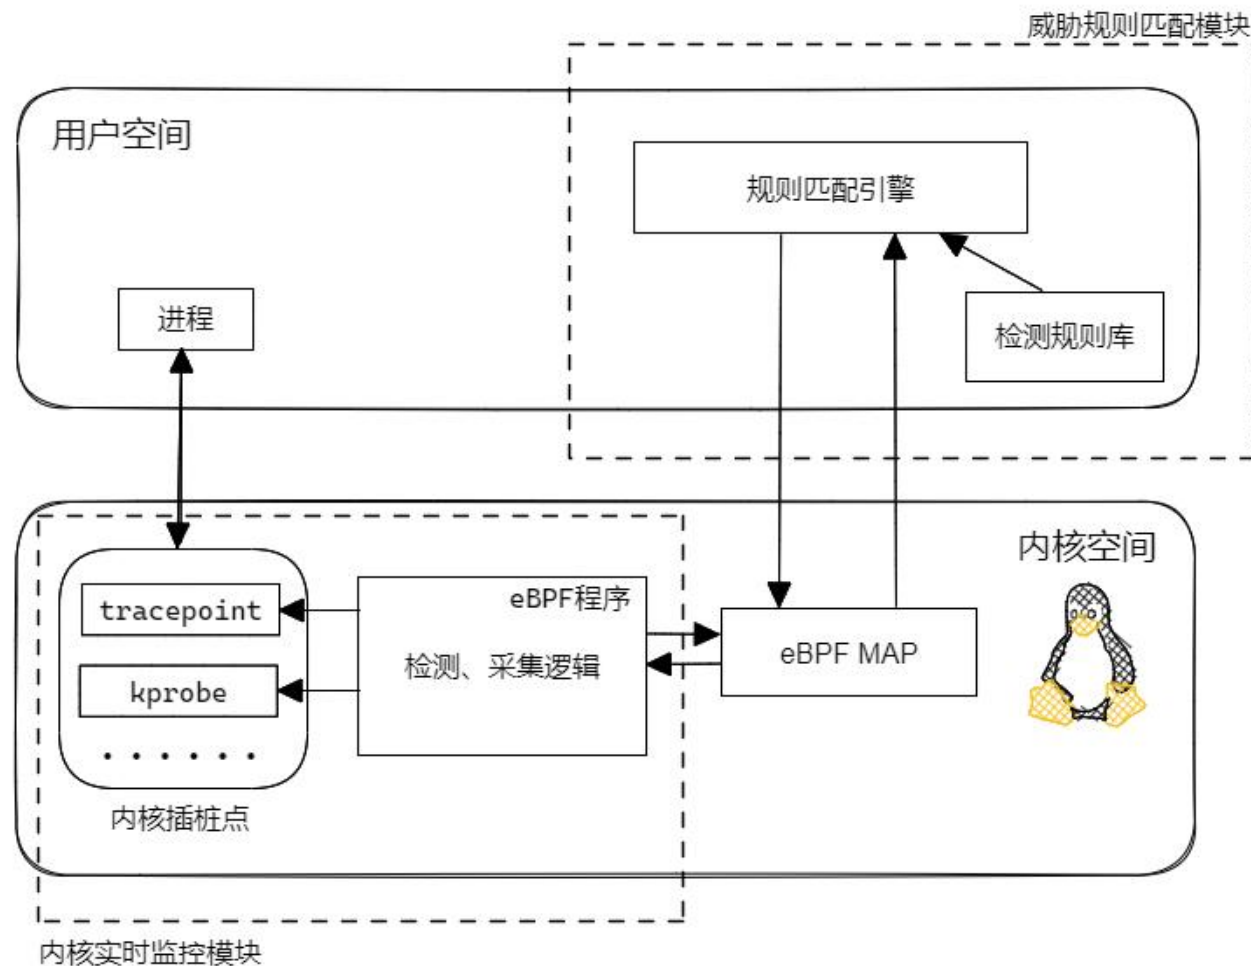 威胁规则匹配模块
用户空间
规则匹配引擎
进程
检测规则库
内核空间
tracepoint
eBPF程序
检测、采集逻辑
eBPF MAP
kprobe
......
内核插桩点
内核实时监控模块